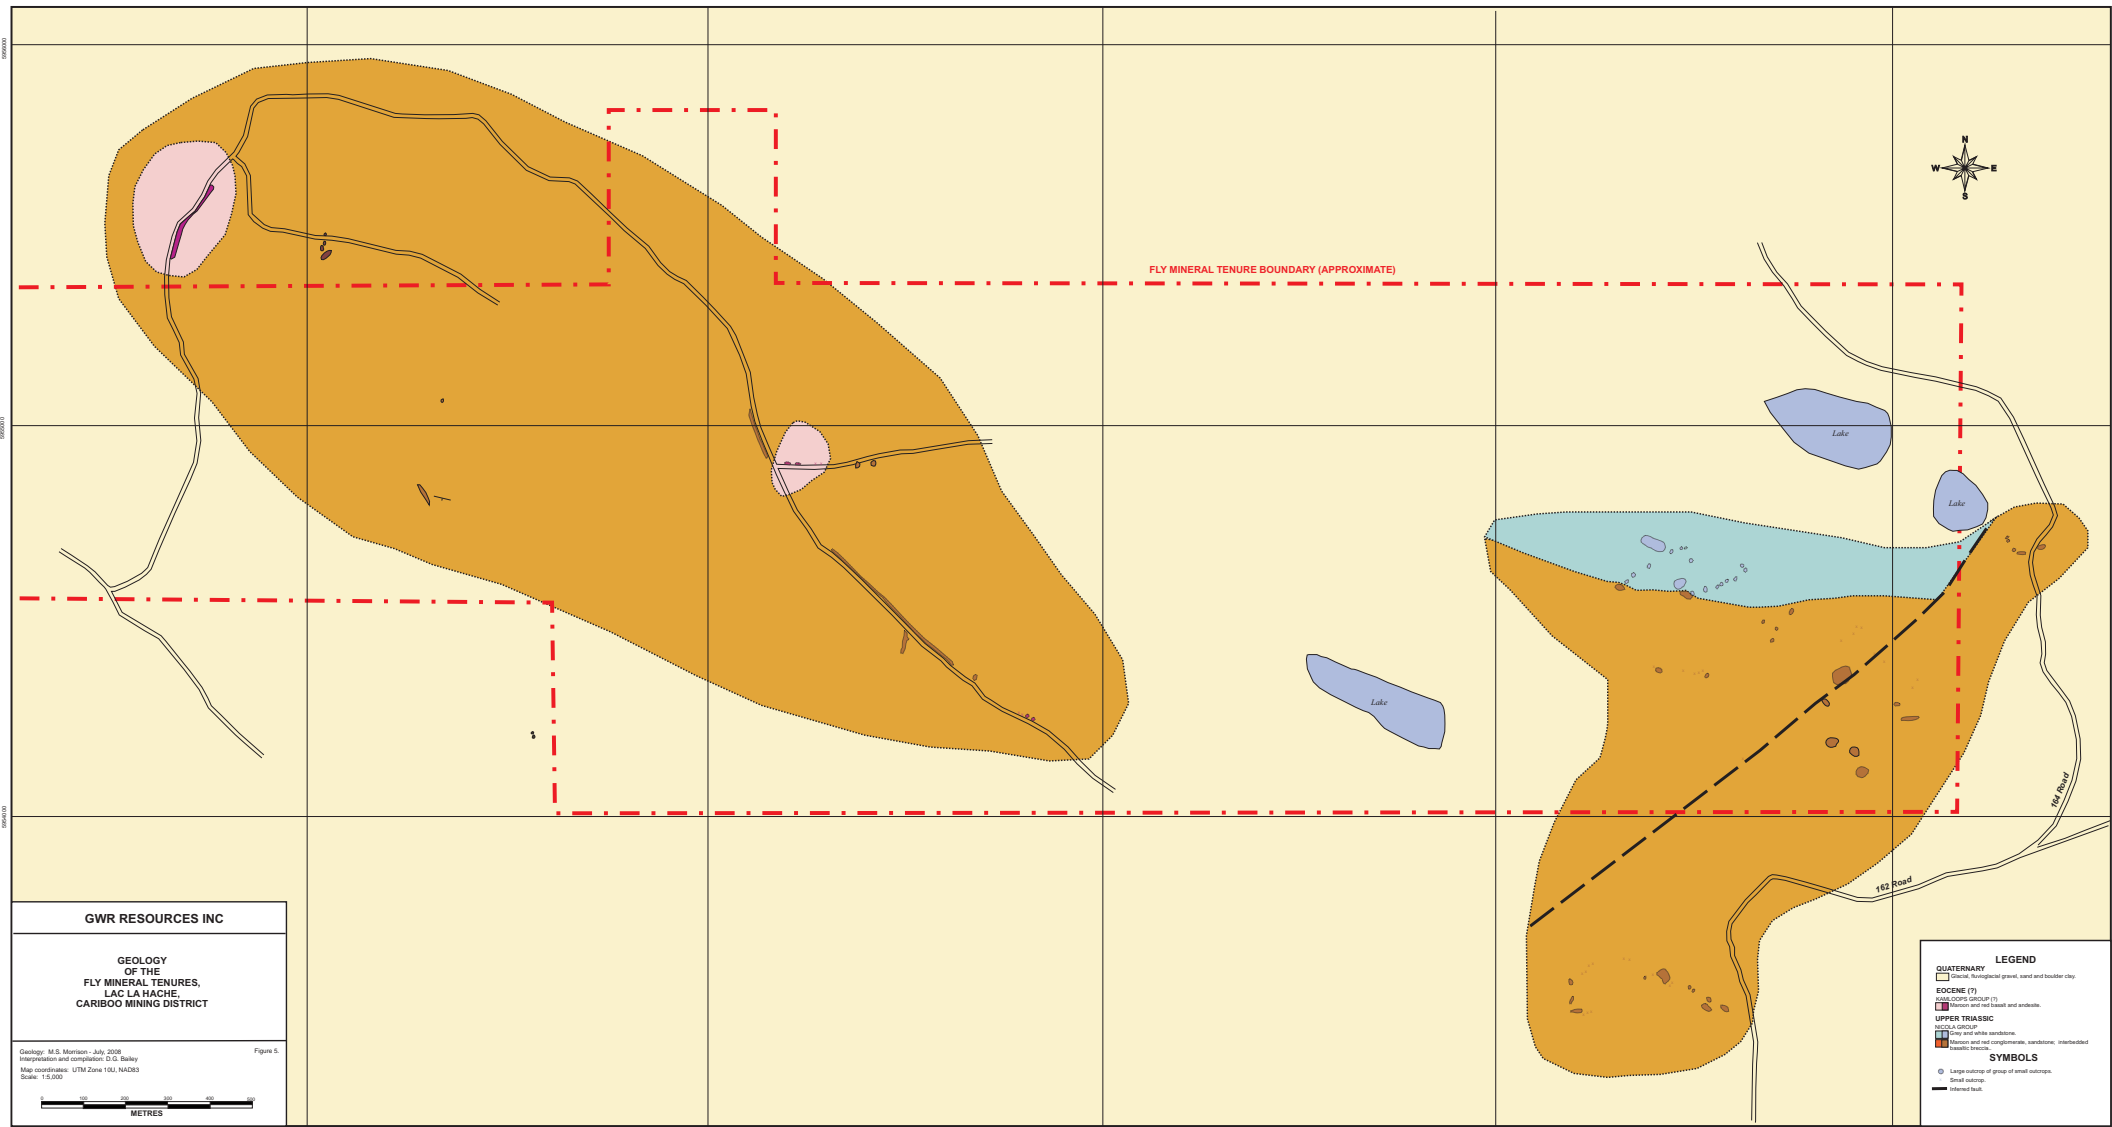 5956000
5955000
5954000
N
W
E
S
FLY MINERAL TENURE BOUNDARY (APPROXIMATE)
Lake
Lake
Lake
164 Road
162 Road
GWR RESOURCES INC
GEOLOGY
OF THE
FLY MINERAL TENURES,
LAC LA HACHE,
CARIBOO MINING DISTRICT
Geology: M.S. Morrison - July, 2008
Interpretation and compilation: D.G. Bailey
Figure 5.
Map coordinates: UTM Zone 10U, NAD83
Scale: 1:5,000
0 100 200 300 400 500
METRES
LEGEND
QUATERNARY
Glacial, fluvioglacial gravel, sand and boulder clay.
EOCENE (?)
KAMLOOPS GROUP (?)
Maroon and red basalt and andesite.
UPPER TRIASSIC
NICOLA GROUP
Grey and white sandstone.
Maroon and red conglomerate, sandstone; interbedded
basaltic breccia.
SYMBOLS
Large outcrop of group of small outcrops.
Small outcrop.
Inferred fault.